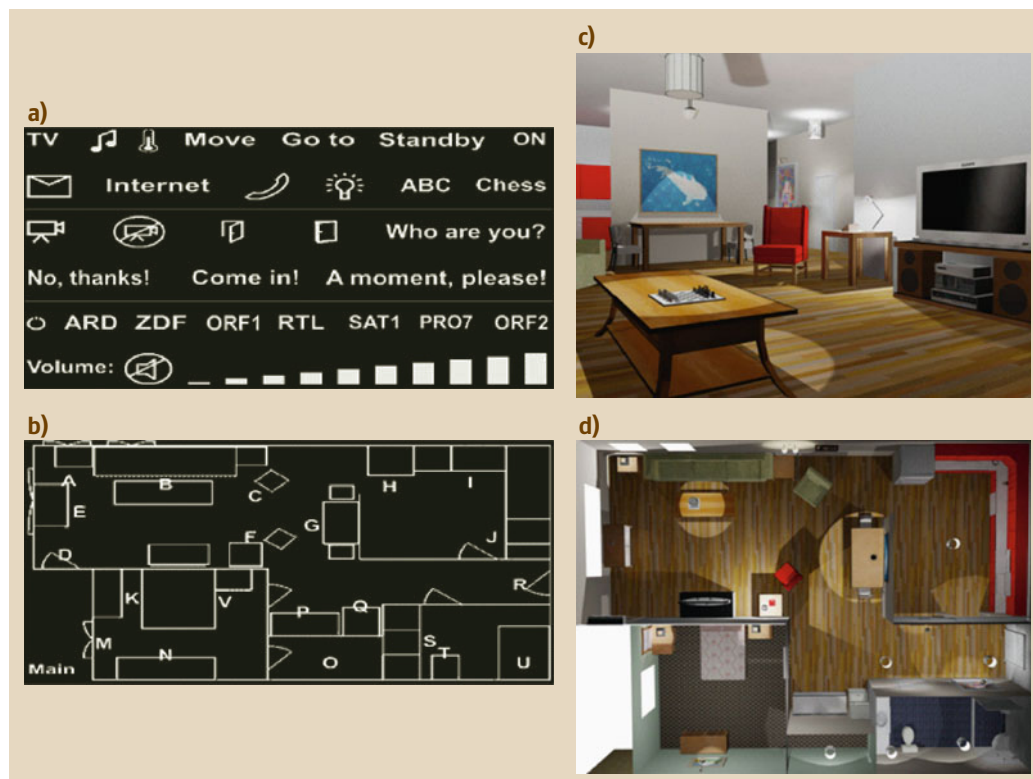 a)
TV Move Go to Standby ON
Internet ABC Chess
Who are you?
No, thanks! Come in! A moment, please!
ARD ZDF ORF1 RTL SAT1 PRO7 ORF2
Volume:
b)
A B C H I
E G
D F J
K V R
P Q
M S
N O T U
Main
c)
d)